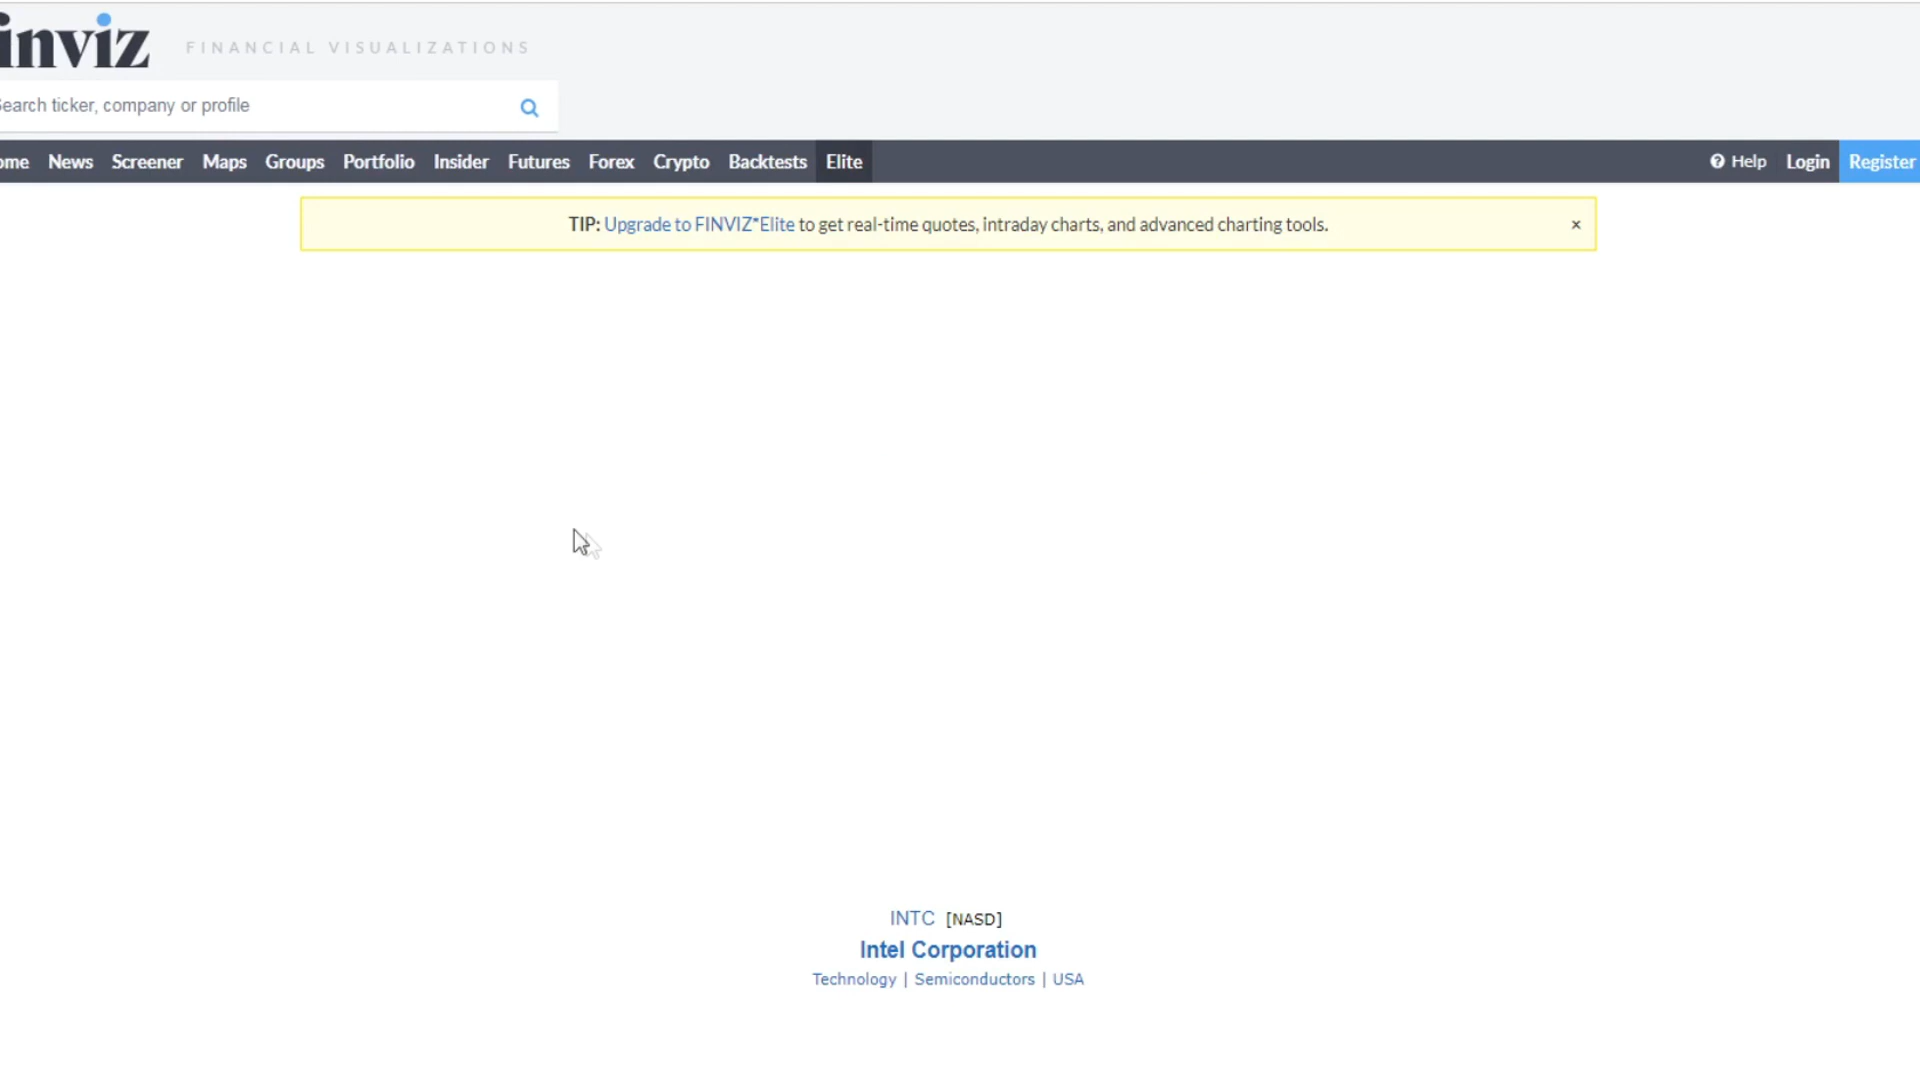 inviz FINANCIAL VISUALIZATIONS
Search ticker, company or profile
ome News Screener Maps Groups Portfolio Insider Futures Forex Crypto Backtests Elite Help Login Register
TIP: Upgrade to FINVIZ*Elite to get real-time quotes, intraday charts, and advanced charting tools. ×
INTC [NASD]
Intel Corporation
Technology | Semiconductors | USA